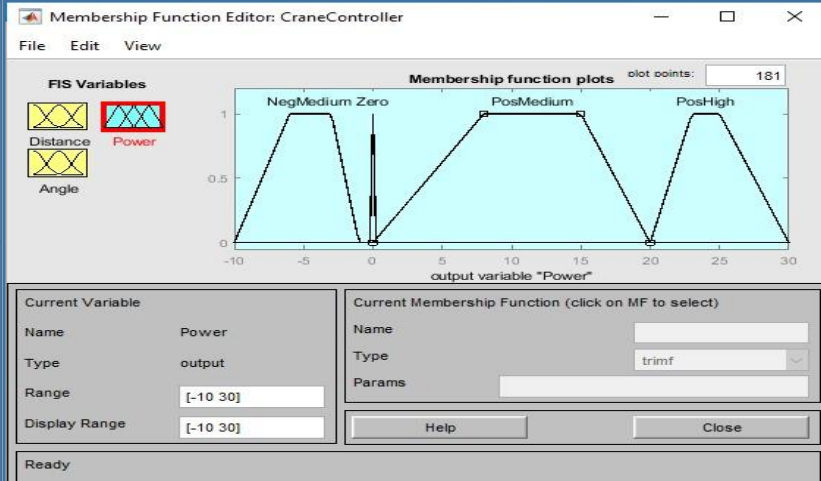 Membership Function Editor: CraneController
File Edit View
FIS Variables
Distance Power
Angle
Membership function plots plot points: 181
NegMedium Zero PosMedium PosHigh
1
0.5
0
-10 -5 0 5 10 15 20 25 30
output variable "Power"
Current Variable
Name Power
Type output
Range [-10 30]
Display Range [-10 30]
Current Membership Function (click on MF to select)
Name
Type trimf
Params
Help Close
Ready